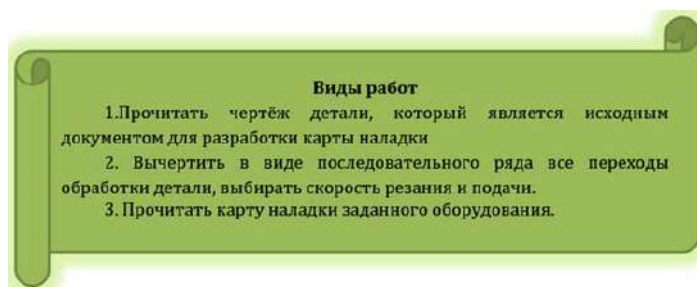 Виды работ
1.Прочитать чертёж детали, который является исходным
документом для разработки карты наладки
2. Вычертить в виде последовательного ряда все переходы
обработки детали, выбирать скорость резания и подачи.
3. Прочитать карту наладки заданного оборудования.